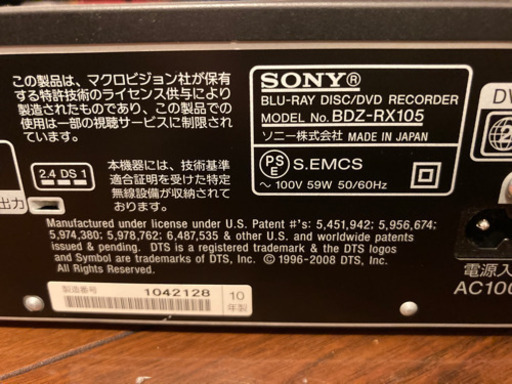 この製品は、マクロビジョン社が保有
する特許技術のライセンス供与により
製造されたものであり、この製品での
使用は一部の視聴サービスに制限され
ています。
SONY®
BLU-RAY DISC/DVD RECORDER
MODEL No. BDZ-RX105
ソニー株式会社 MADE IN JAPAN
PSE S.EMCS
～ 100V 59W 50/60Hz
2.4 DS 1
本機器には、技術基準
適合証明を受けた特定
無線設備が収納されて
おります。
出力
Manufactured under license under U.S. Patent #'s: 5,451,942; 5,956,674;
5,974,380; 5,978,762; 6,487,535 & other U.S. and worldwide patents
issued & pending. DTS is a registered trademark & the DTS logos
and Symbol are trademarks of DTS, Inc. © 1996-2008 DTS, Inc.
All Rights Reserved.
製造番号 1042128 10年製
DV
2
電源入
AC100